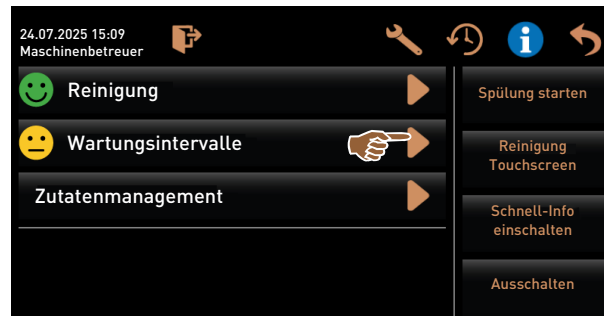 24.07.2025 15:09
Maschinenbetreuer
Reinigung
Wartungsintervalle
Zutatenmanagement
Spülung starten
Reinigung
Touchscreen
Schnell-Info
einschalten
Ausschalten